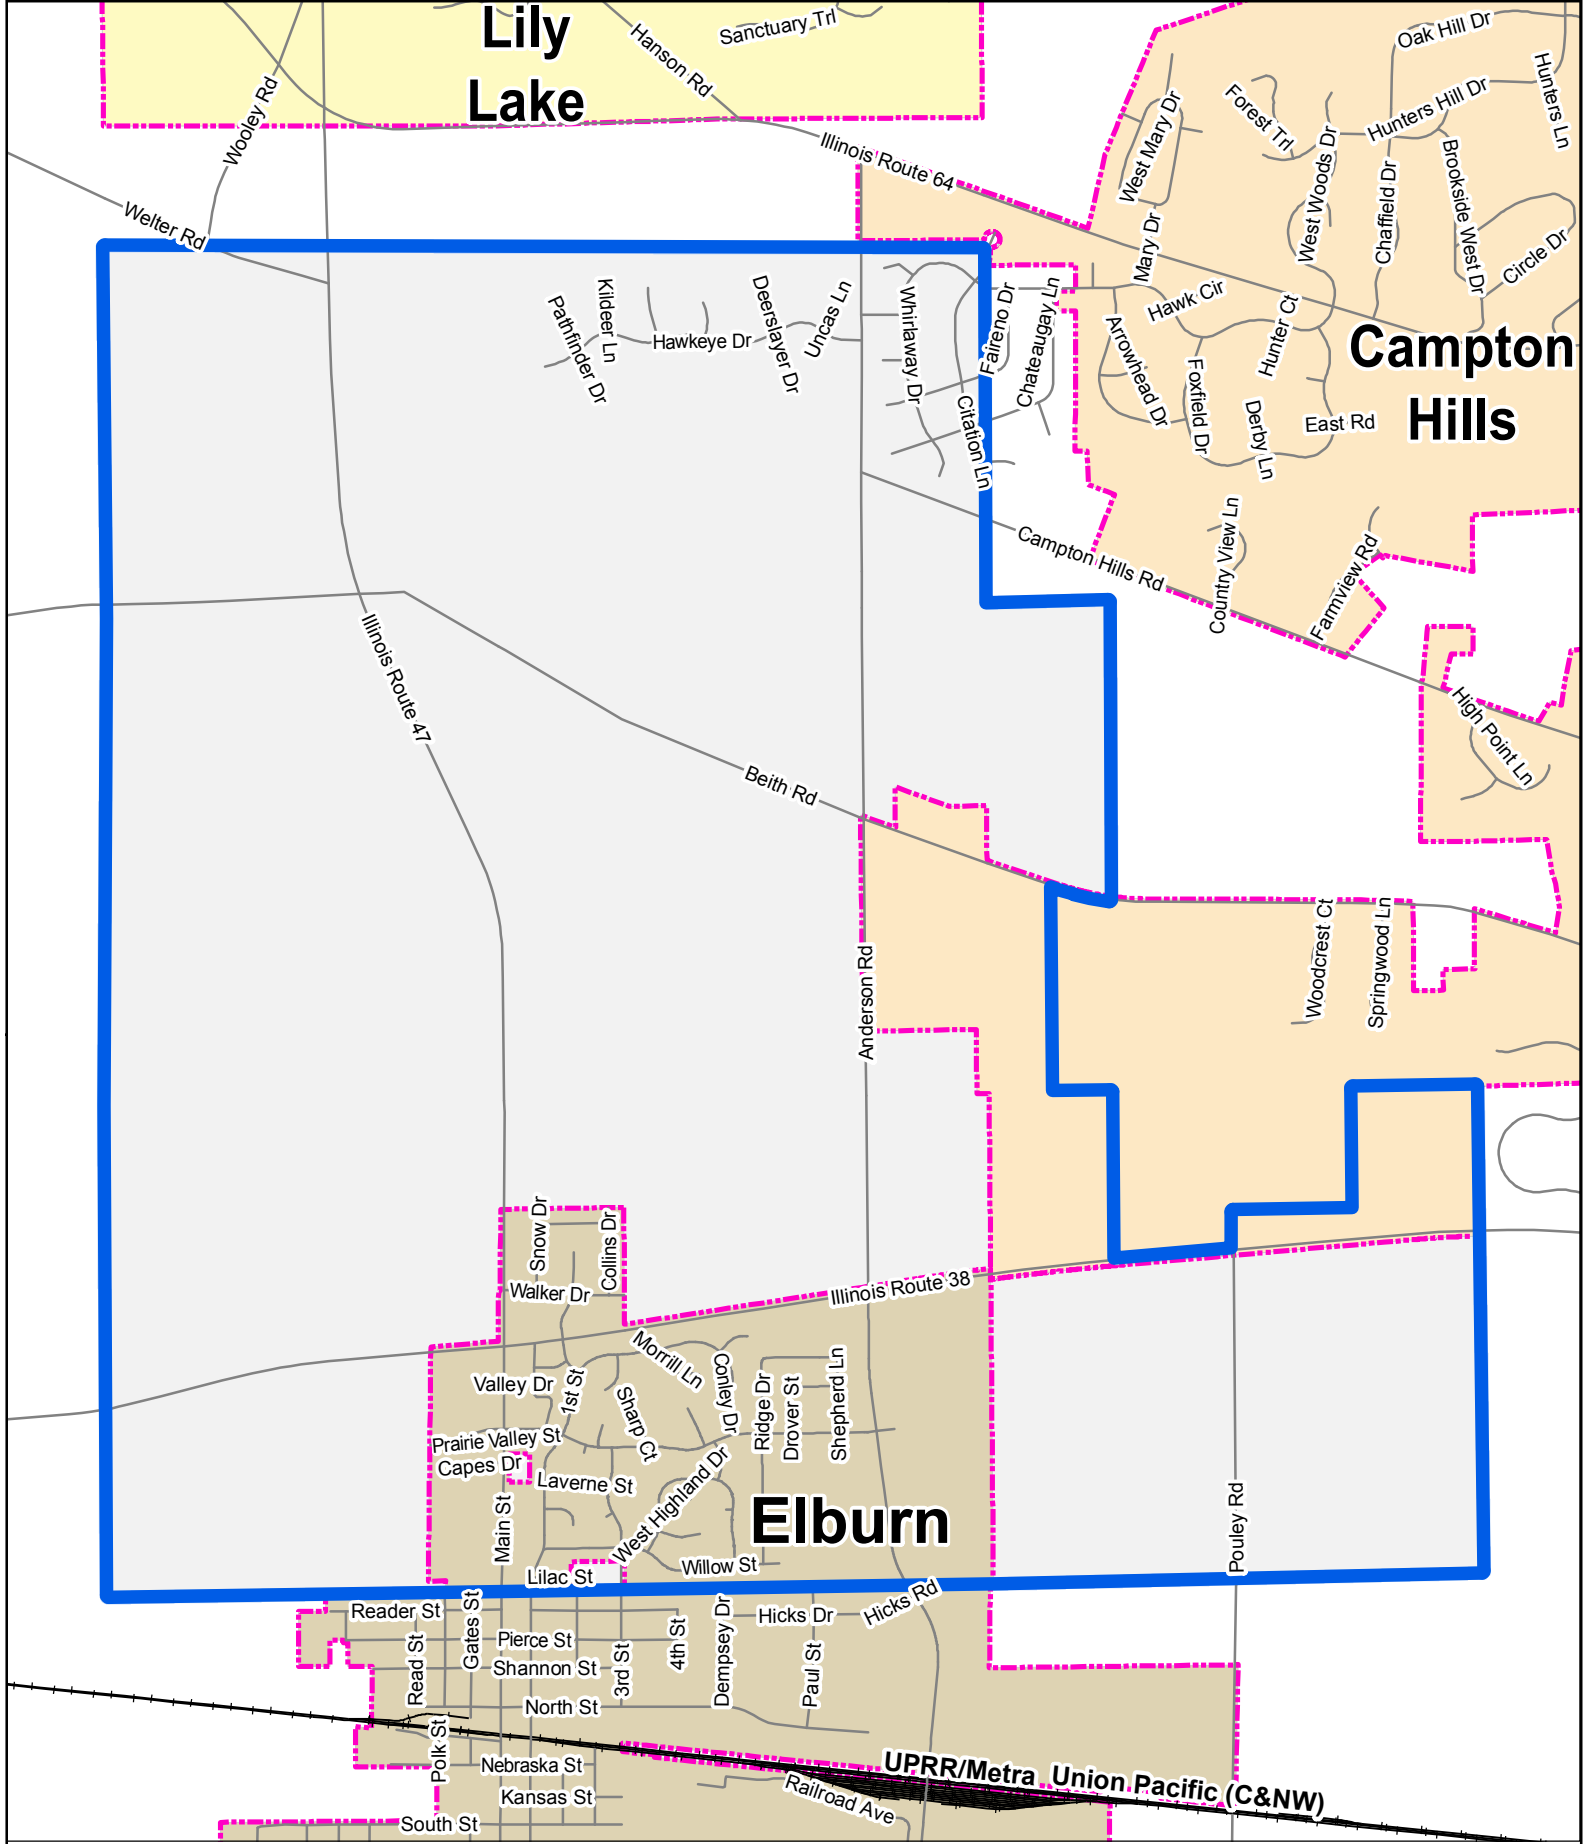 Lily
Lake
Sanctuary Trl
Hanson Rd
Oak Hill Dr
Hunters Ln
Wooley Rd
Forest Trl
Hunters Hill Dr
West Mary Dr
Illinois Route 64
West Woods Dr
Chaffield Dr
Brookside West Dr
Welter Rd
Mary Dr
Circle Dr
Kildeer Ln
Pathfinder Dr
Hawkeye Dr
Deerslayer Dr
Uncas Ln
Whirlaway Dr
Faireno Dr
Chateaugay Ln
Hawk Cir
Hunter Ct
Arrowhead Dr
Foxfield Dr
Campton
Hills
Citation Ln
Derby Ln
East Rd
Country View Ln
Campton Hills Rd
Farmview Rd
Illinois Route 47
High Point Ln
Beith Rd
Anderson Rd
Woodcrest Ct
Springwood Ln
Snow Dr
Collins Dr
Walker Dr
Illinois Route 38
Morrill Ln
Conley Dr
Valley Dr
1st St
Sharp Ct
Ridge Dr
Drover St
Shepherd Ln
Prairie Valley St
Capes Dr
Laverne St
West Highland Dr
Main St
Elburn
Pouley Rd
Lilac St
Willow St
Reader St
Gates St
Hicks Dr
Hicks Rd
Read St
Pierce St
Shannon St
3rd St
4th St
Dempsey Dr
Paul St
North St
Polk St
Nebraska St
Kansas St
South St
Railroad Ave
UPRR/Metra Union Pacific (C&NW)